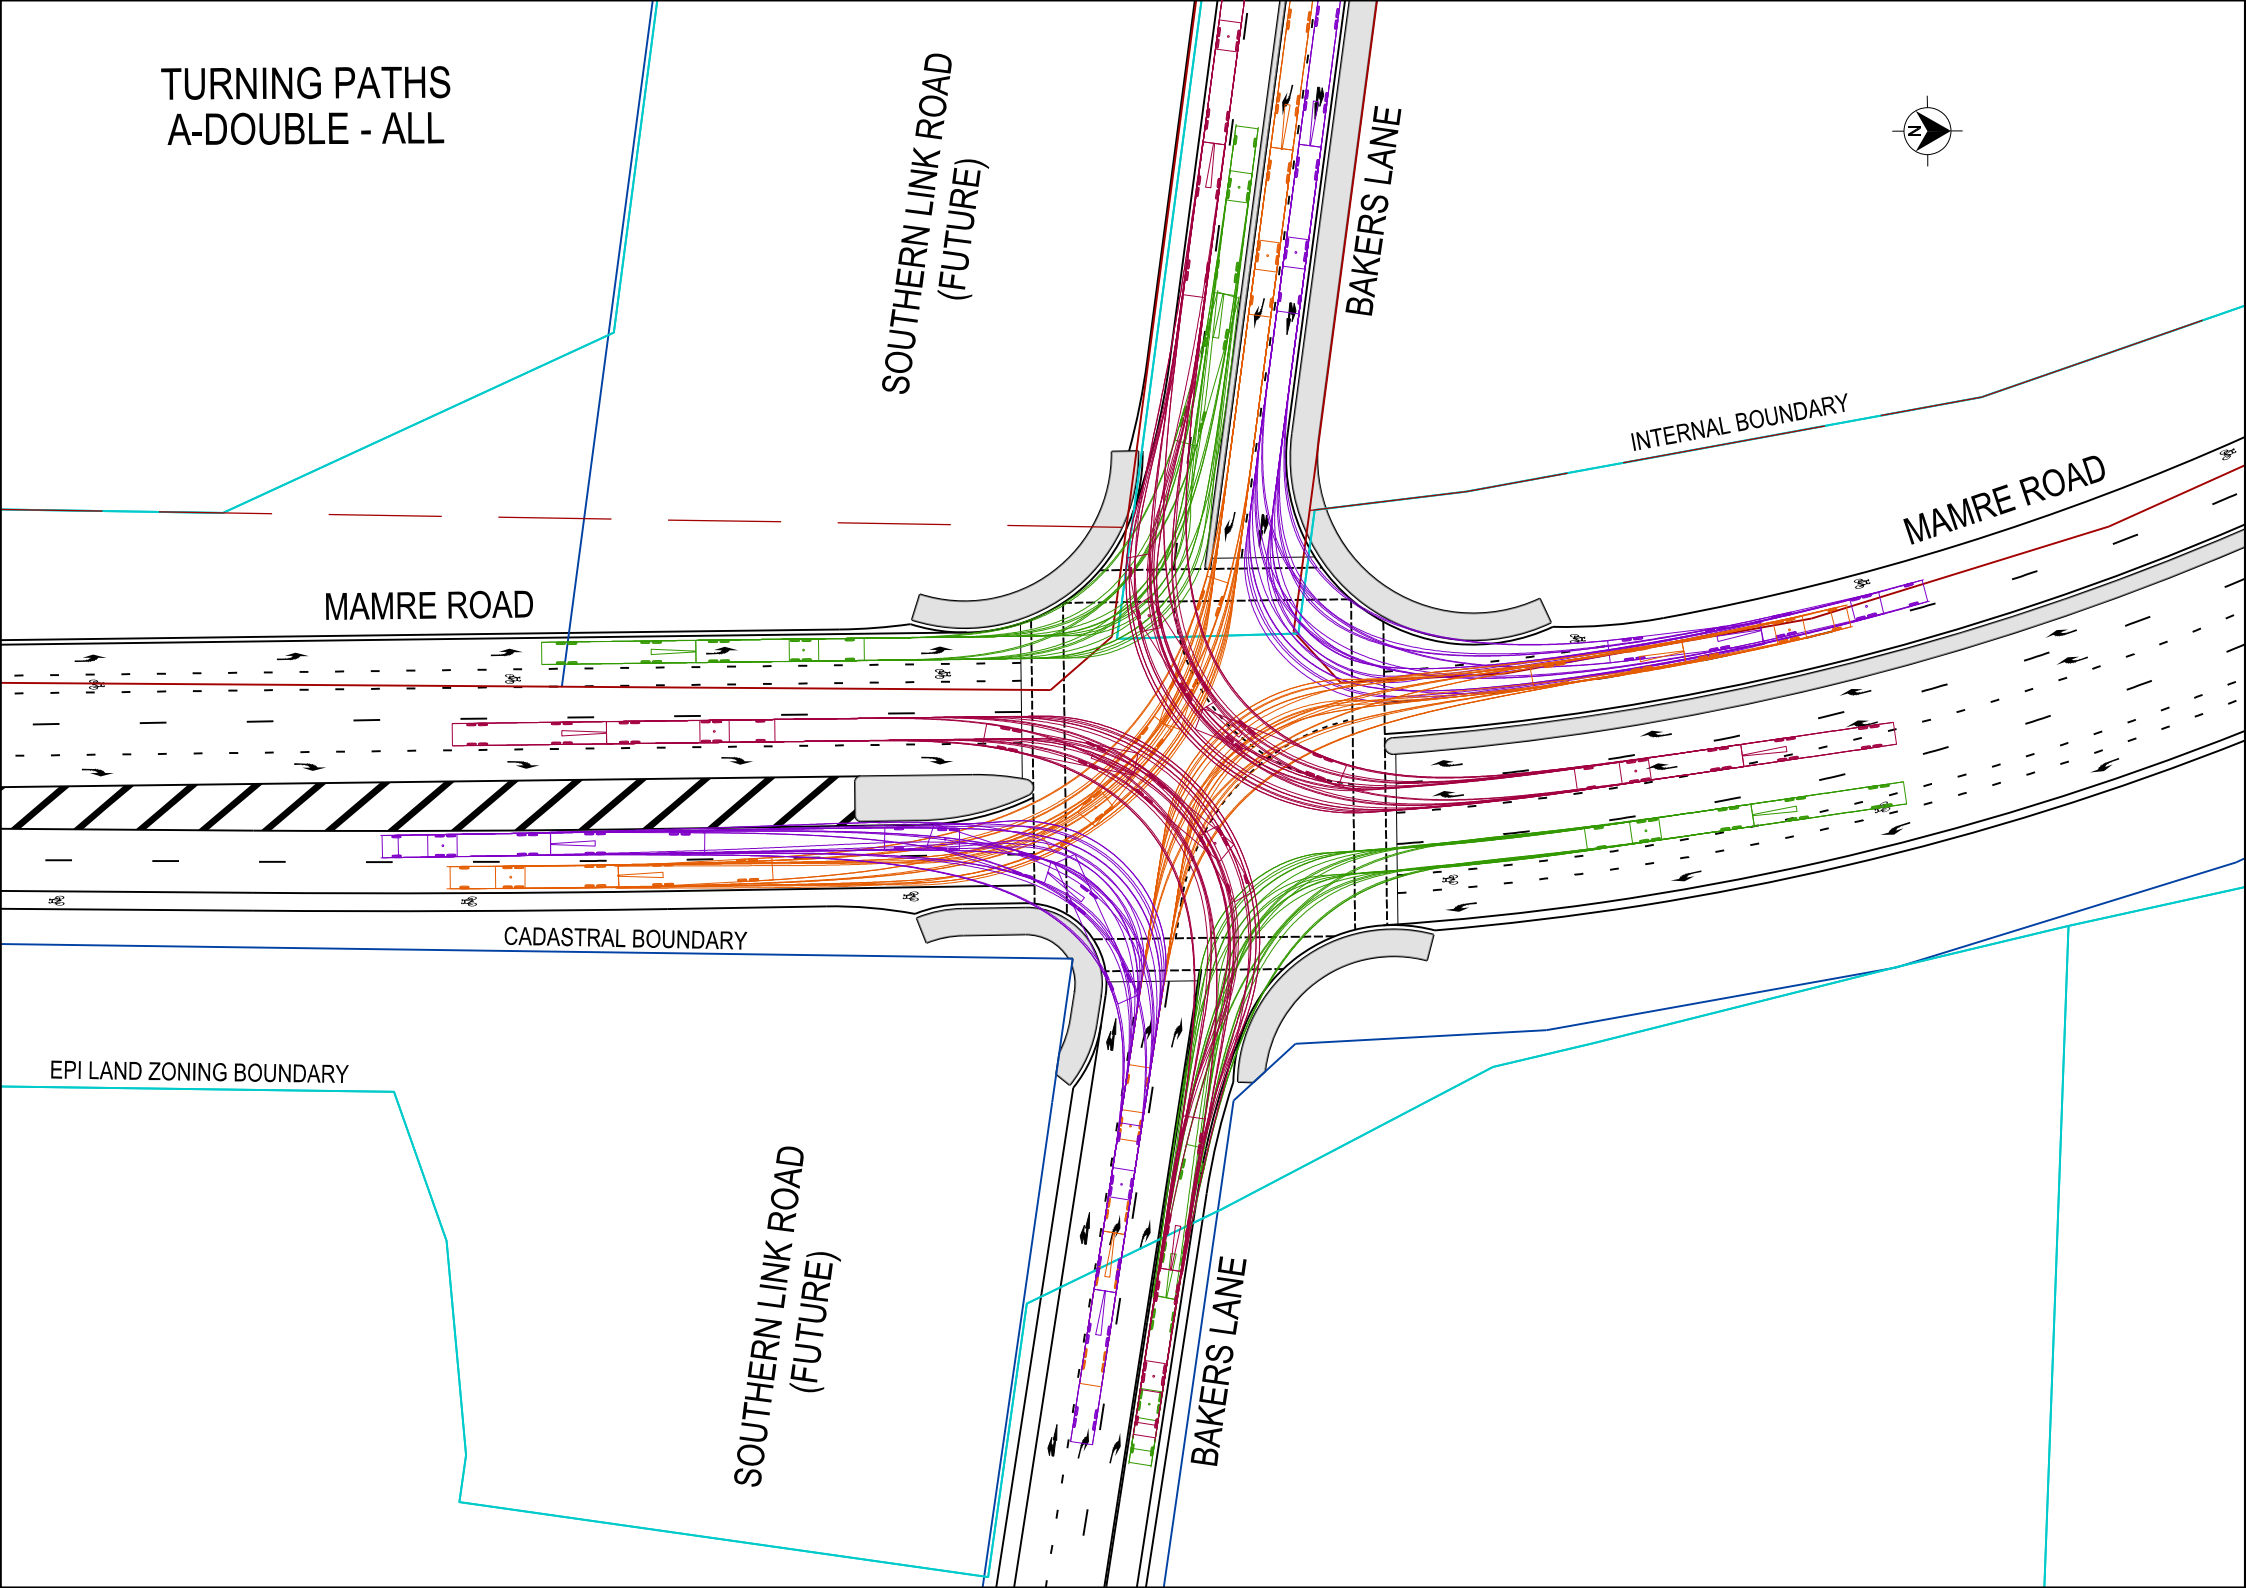 TURNING PATHS
A-DOUBLE - ALL
SOUTHERN LINK ROAD
(FUTURE)
BAKERS LANE
N
INTERNAL BOUNDARY
MAMRE ROAD
MAMRE ROAD
CADASTRAL BOUNDARY
EPI LAND ZONING BOUNDARY
SOUTHERN LINK ROAD
(FUTURE)
BAKERS LANE